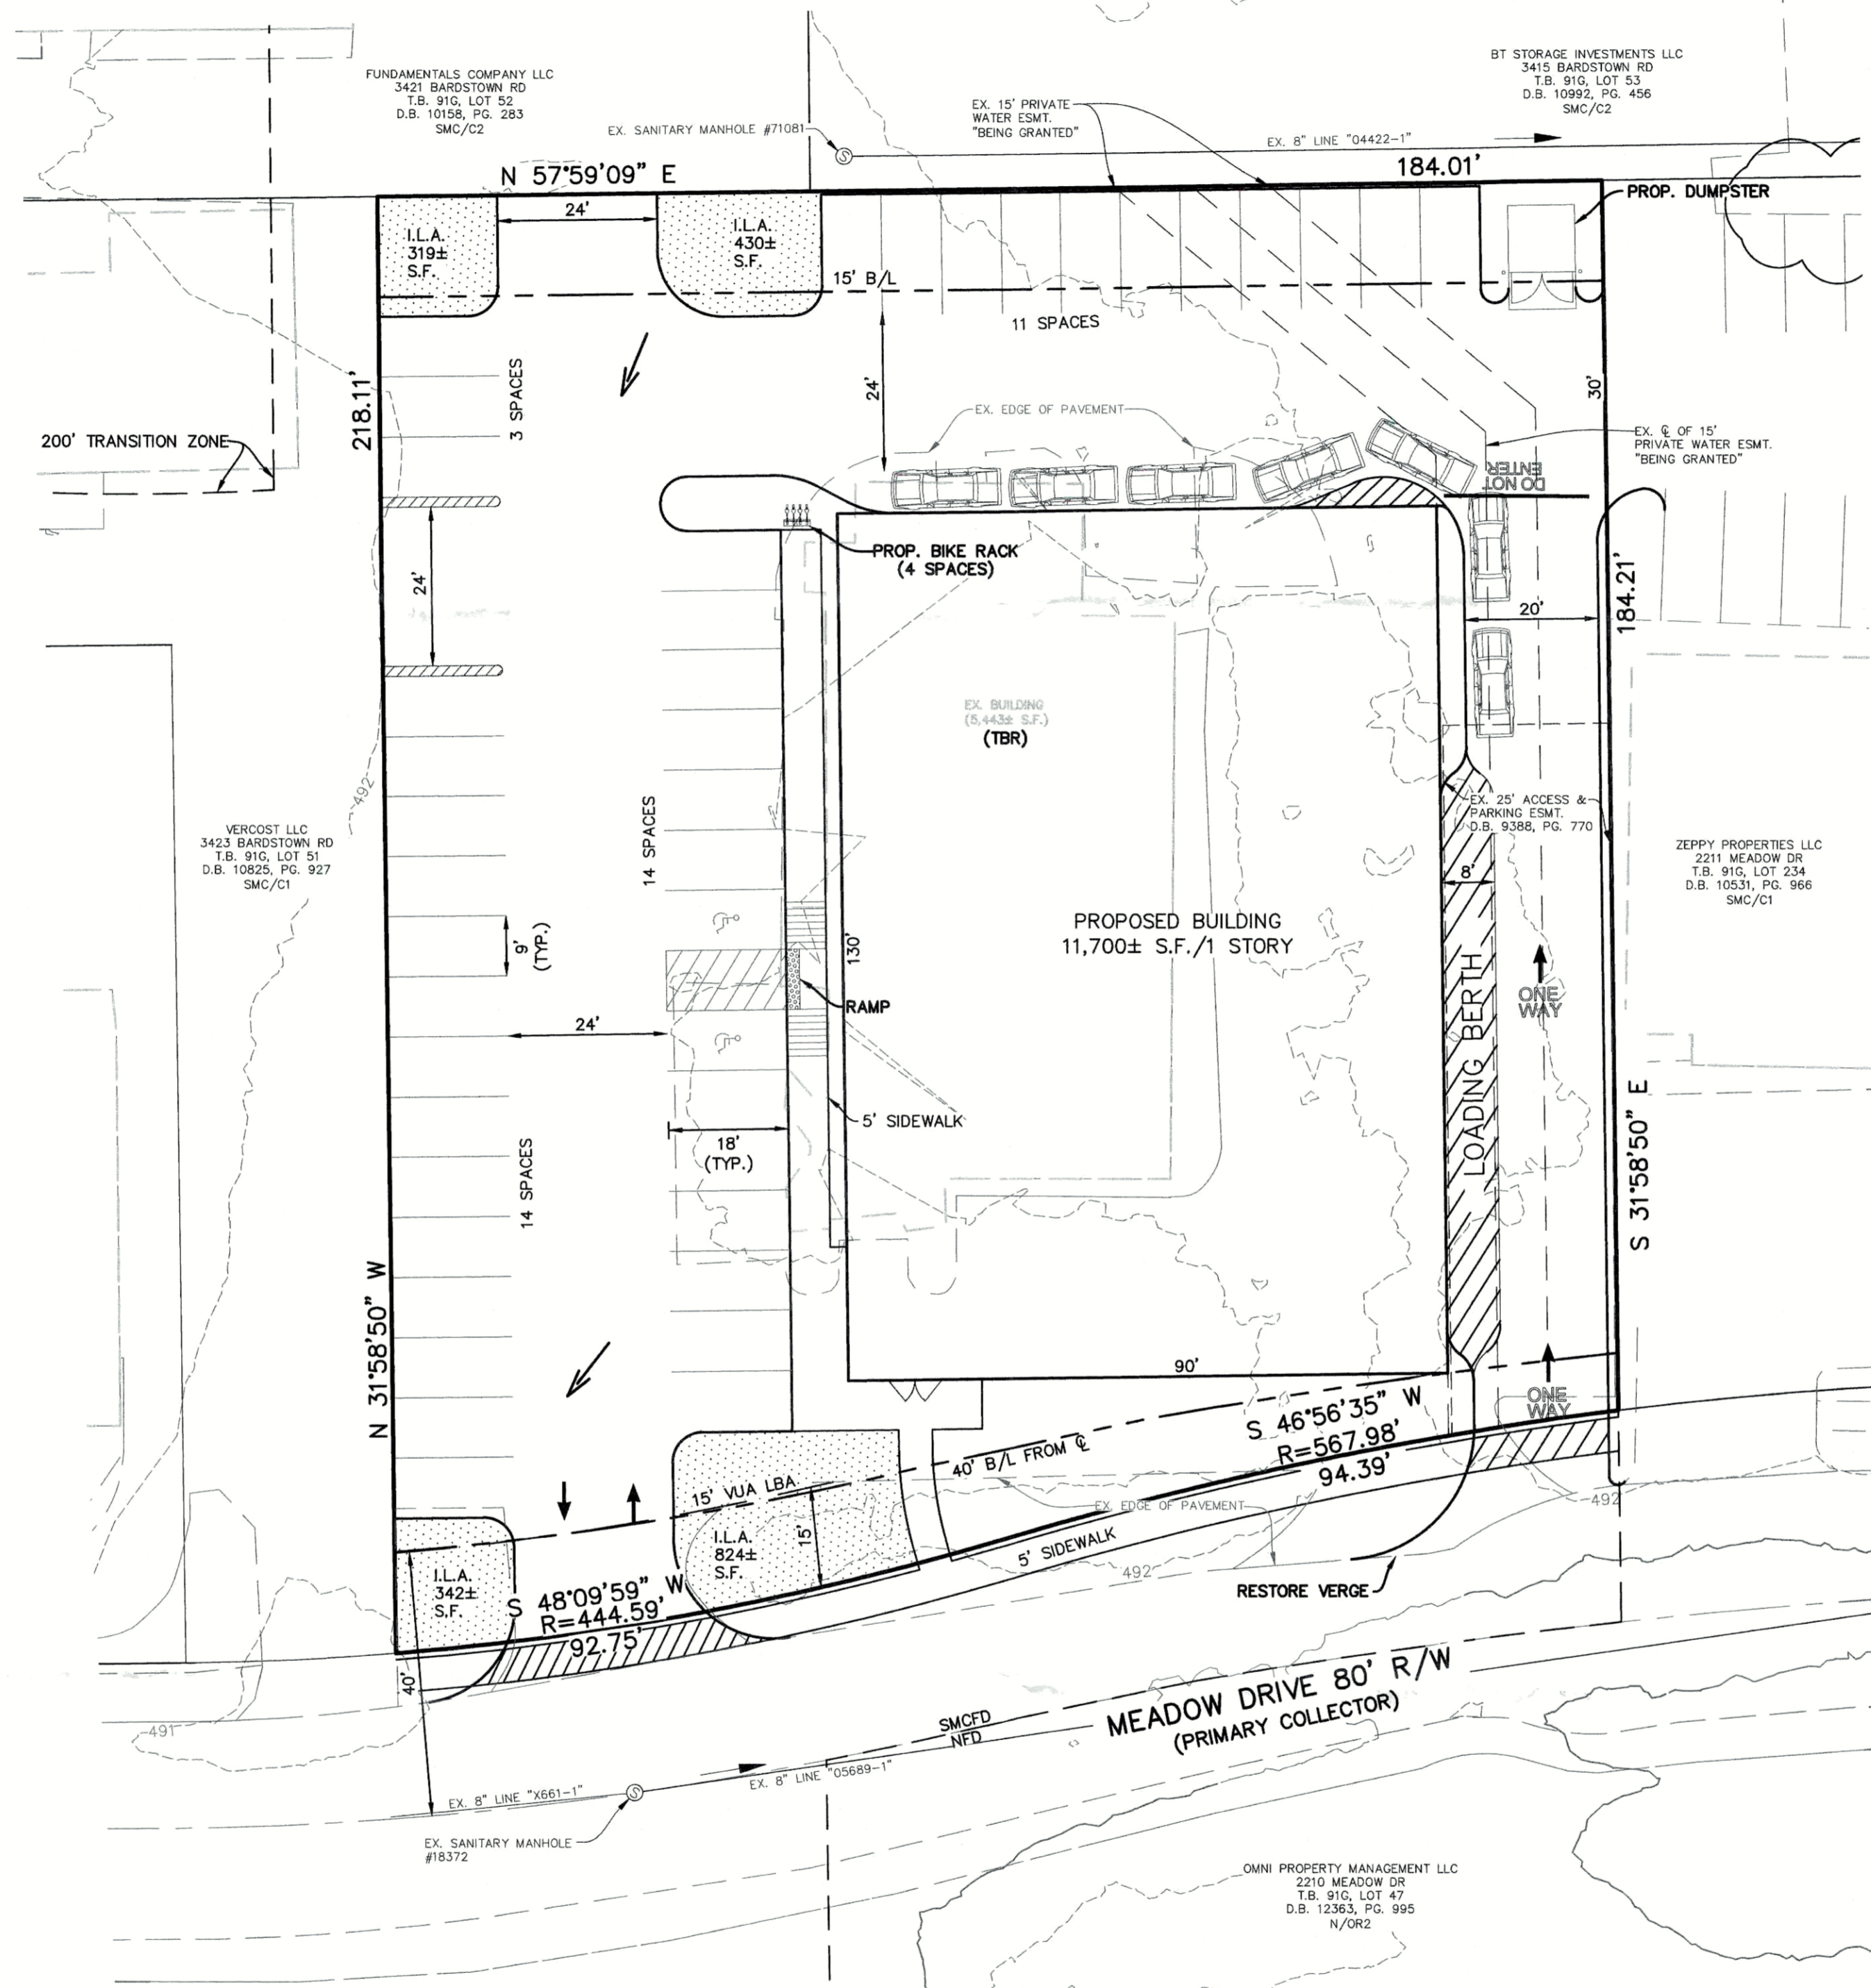 FUNDAMENTALS COMPANY LLC
3421 BARDSTOWN RD
T.B. 91G, LOT 52
D.B. 10158, PG. 283
SMC/C2
BT STORAGE INVESTMENTS LLC
3415 BARDSTOWN RD
T.B. 91G, LOT 53
D.B. 10992, PG. 456
SMC/C2
EX. 15' PRIVATE
WATER ESMT.
"BEING GRANTED"
EX. SANITARY MANHOLE #71081
EX. 8" LINE "04422-1"
N 57°59'09" E
184.01'
PROP. DUMPSTER
24'
I.L.A.
319±
S.F.
I.L.A.
430±
S.F.
15' B/L
11 SPACES
3 SPACES
24'
30'
218.11'
EX. EDGE OF PAVEMENT
200' TRANSITION ZONE
EX. ℄ OF 15'
PRIVATE WATER ESMT.
"BEING GRANTED"
DO NOT
ENTER
PROP. BIKE RACK
(4 SPACES)
24'
20'
184.21'
EX. BUILDING
(5,443± S.F.)
(TBR)
492
14 SPACES
EX. 25' ACCESS &
PARKING ESMT.
D.B. 9388, PG. 770
VERCOST LLC
3423 BARDSTOWN RD
T.B. 91G, LOT 51
D.B. 10825, PG. 927
SMC/C1
ZEPPY PROPERTIES LLC
2211 MEADOW DR
T.B. 91G, LOT 234
D.B. 10531, PG. 966
SMC/C1
8'
9'
(TYP.)
130'
PROPOSED BUILDING
11,700± S.F./1 STORY
RAMP
24'
LOADING BERTH
ONE
WAY
5' SIDEWALK
18'
(TYP.)
14 SPACES
S 31°58'50" E
N 31°58'50" W
90'
ONE
WAY
S 46°56'35" W
R=567.98'
94.39'
40' B/L FROM ℄
15' VUA LBA
EX. EDGE OF PAVEMENT
492
15'
I.L.A.
824±
S.F.
5' SIDEWALK
492
RESTORE VERGE
I.L.A.
342±
S.F.
S 48°09'59" W
R=444.59'
92.75'
40'
491
MEADOW DRIVE 80' R/W
(PRIMARY COLLECTOR)
SMCFD
NFD
EX. 8" LINE "X661-1"
S
EX. 8" LINE "05689-1"
EX. SANITARY MANHOLE
#18372
OMNI PROPERTY MANAGEMENT LLC
2210 MEADOW DR
T.B. 91G, LOT 47
D.B. 12363, PG. 995
N/OR2